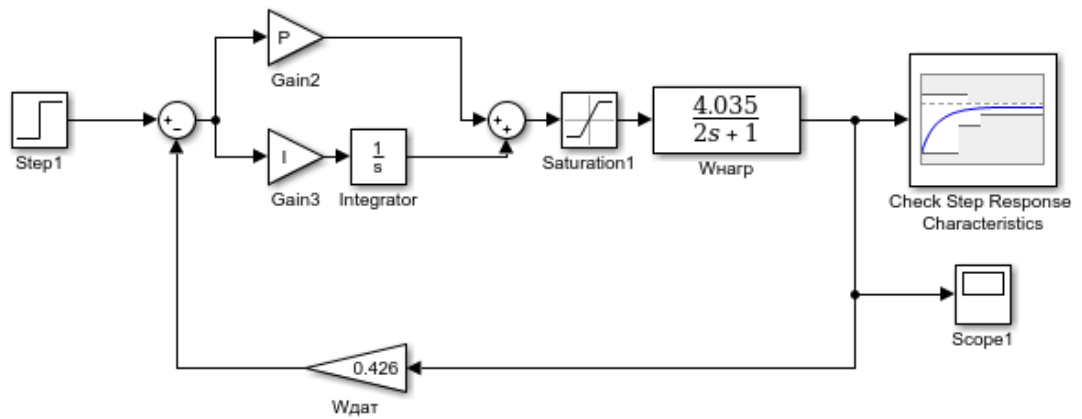 P
Gain2
+
−
Step1
I
Gain3
1
s
Integrator
+
+
Saturation1
4.035
2s + 1
Wнагр
Check Step Response
Characteristics
Scope1
0.426
Wдат